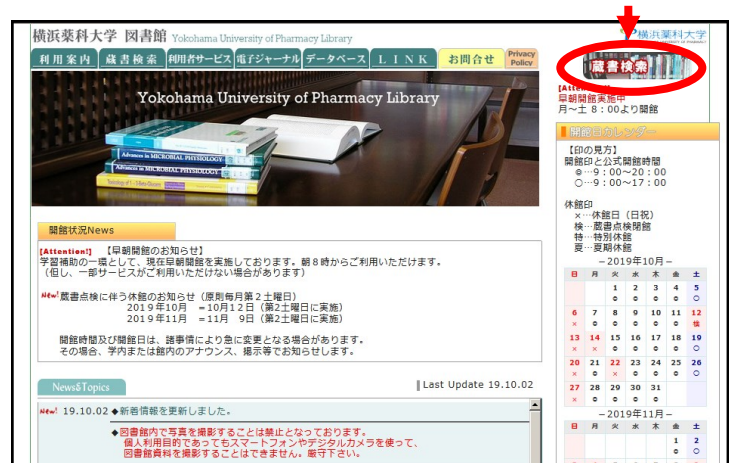 横浜薬科大学 図書館 Yokohama University of Pharmacy Library
横浜薬科大学
利用案内 蔵書検索 利用者サービス 電子ジャーナル データベース LINK お問合せ Privacy Policy
蔵書検索
Yokohama University of Pharmacy Library
Advances in MICROBIAL PHYSIOLOGY
Advances in MICROBIAL PHYSIOLOGY
早朝開館実施中
月～土 8：00より開館
開館日カレンダー
【印の見方】
開館印と公式開館時間
◎…9：00～20：00
○…9：00～17：00
休館印
×…休館日（日祝）
検…蔵書点検閉館
特…特別休館
夏…夏期休館
開館状況News
[Attention!] 【早朝開館のお知らせ】
学習補助の一環として、現在早朝開館を実施しております。朝８時からご利用いただけます。
（但し、一部サービスがご利用いただけない場合があります）
New! 蔵書点検に伴う休館のお知らせ（原則毎月第２土曜日）
2019年10月 =10月12日（第2土曜日に実施）
2019年11月 =11月 9日（第2土曜日に実施）
開館時間及び開館日は、諸事情により急に変更となる場合があります。
その場合、学内または館内のアナウンス、掲示等でお知らせします。
－2019年10月－
日 月 火 水 木 金 土
1 2 3 4 5
◎ ◎ ◎ ◎ ○
6 7 8 9 10 11 12
× ◎ ◎ ◎ ◎ ◎ 検
13 14 15 16 17 18 19
× × ◎ ◎ ◎ ◎ ○
20 21 22 23 24 25 26
× ◎ × ◎ ◎ ◎ ○
27 28 29 30 31
× ◎ ◎ ◎ ◎
－2019年11月－
日 月 火 水 木 金 土
1 2
◎ ○
News&Topics
Last Update 19.10.02
New! 19.10.02 ◆新着情報を更新しました。
◆図書館内で写真を撮影することは禁止となっております。
個人利用目的であってもスマートフォンやデジタルカメラを使って、
図書館資料を撮影することはできません。厳守下さい。